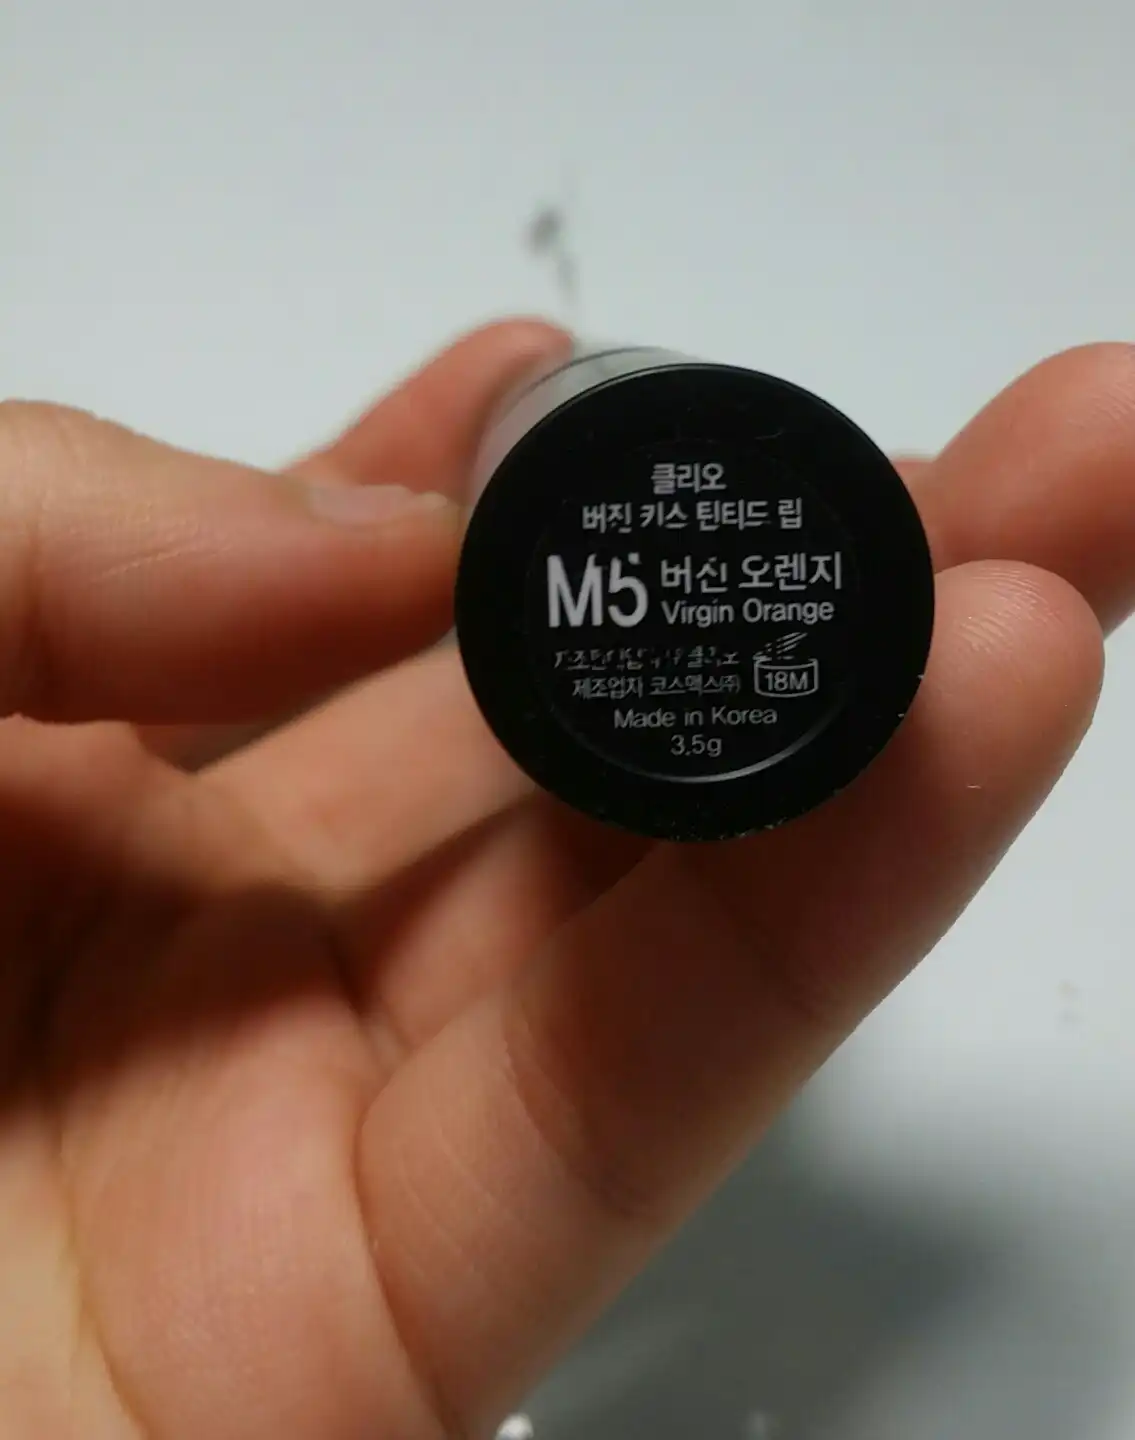 클리오
버진 키스 틴티드 립
M5 버진 오렌지
Virgin Orange
제조업자 코스맥스㈜ 18M
Made in Korea
3.5g